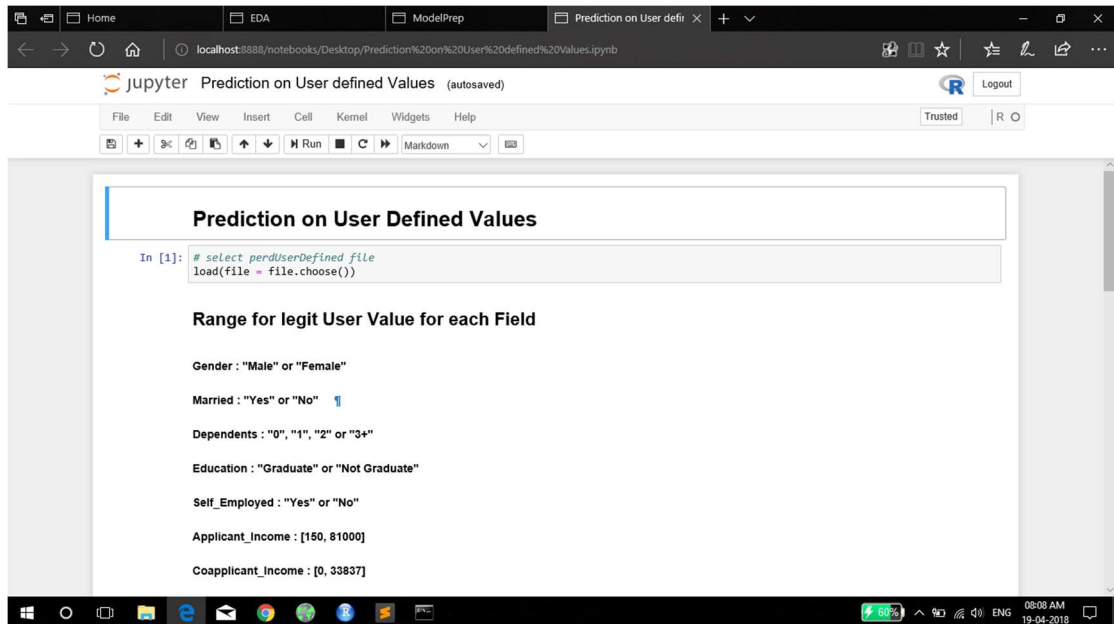 Home
EDA
ModelPrep
Prediction on User defir
localhost:8888/notebooks/Desktop/Prediction%20on%20User%20defined%20Values.ipynb
jupyter Prediction on User defined Values (autosaved)
R
Logout
File Edit View Insert Cell Kernel Widgets Help
Trusted
R
Run
Markdown
Prediction on User Defined Values
In [1]: # select perdUserDefined file
load(file = file.choose())
Range for legit User Value for each Field
Gender : "Male" or "Female"
Married : "Yes" or "No" ¶
Dependents : "0", "1", "2" or "3+"
Education : "Graduate" or "Not Graduate"
Self_Employed : "Yes" or "No"
Applicant_Income : [150, 81000]
Coapplicant_Income : [0, 33837]
60%
ENG
08:08 AM
19-04-2018